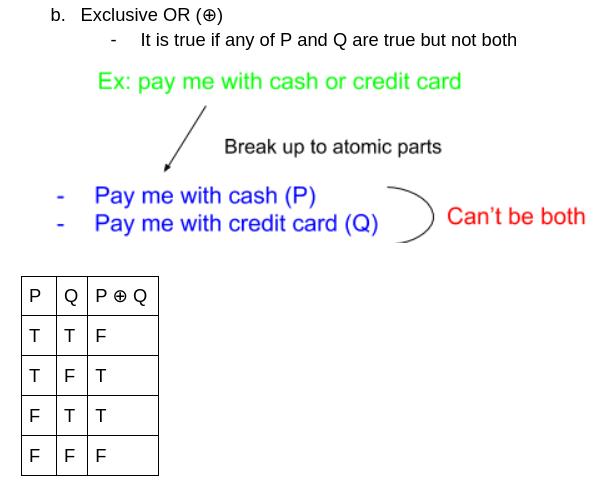 b. Exclusive OR (⊕)
- It is true if any of P and Q are true but not both
Ex: pay me with cash or credit card
Break up to atomic parts
- Pay me with cash (P)
- Pay me with credit card (Q)
Can't be both
P Q P ⊕ Q
T T F
T F T
F T T
F F F